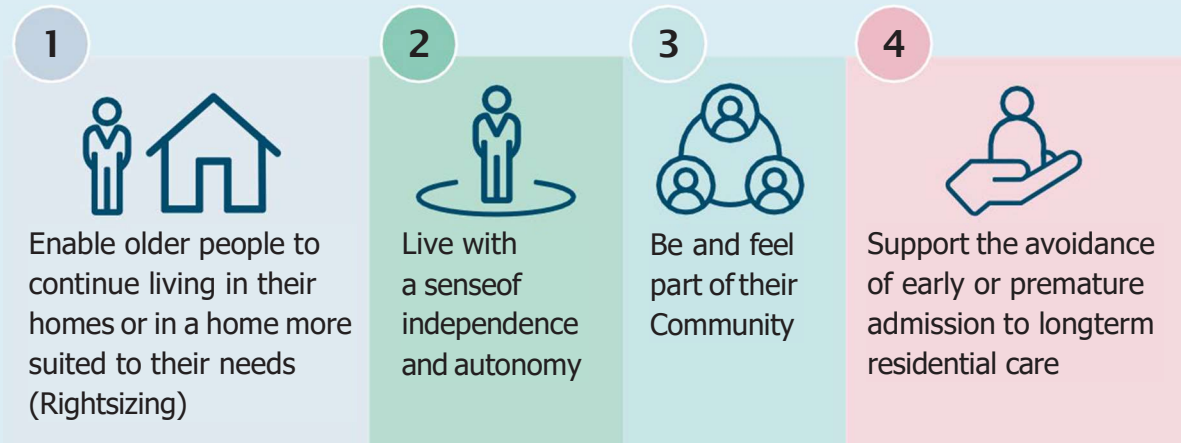 1
Enable older people to
continue living in their
homes or in a home more
suited to their needs
(Rightsizing)
2
Live with
a senseof
independence
and autonomy
3
Be and feel
part of their
Community
4
Support the avoidance
of early or premature
admission to longterm
residential care